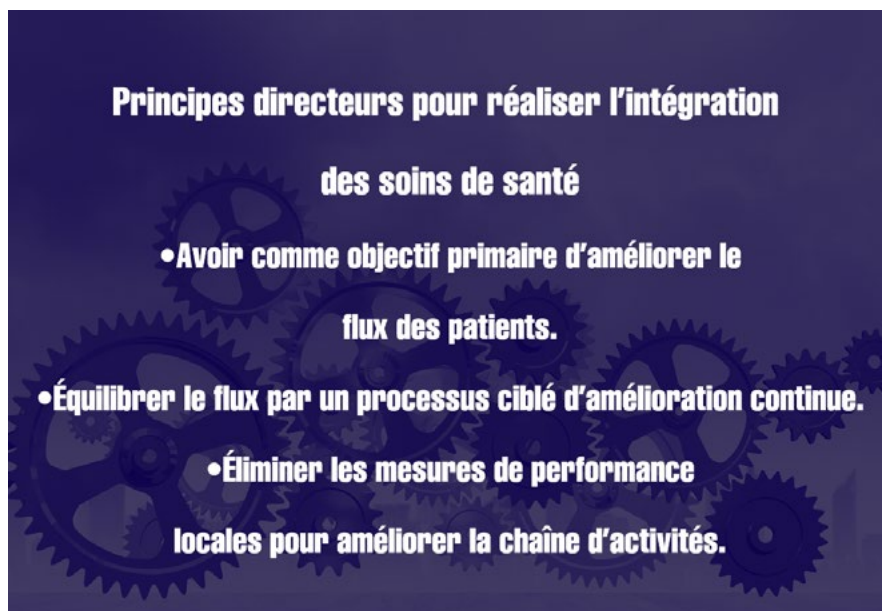 Principes directeurs pour réaliser l'intégration
des soins de santé
•Avoir comme objectif primaire d'améliorer le
flux des patients.
•Équilibrer le flux par un processus ciblé d'amélioration continue.
•Éliminer les mesures de performance
locales pour améliorer la chaîne d'activités.